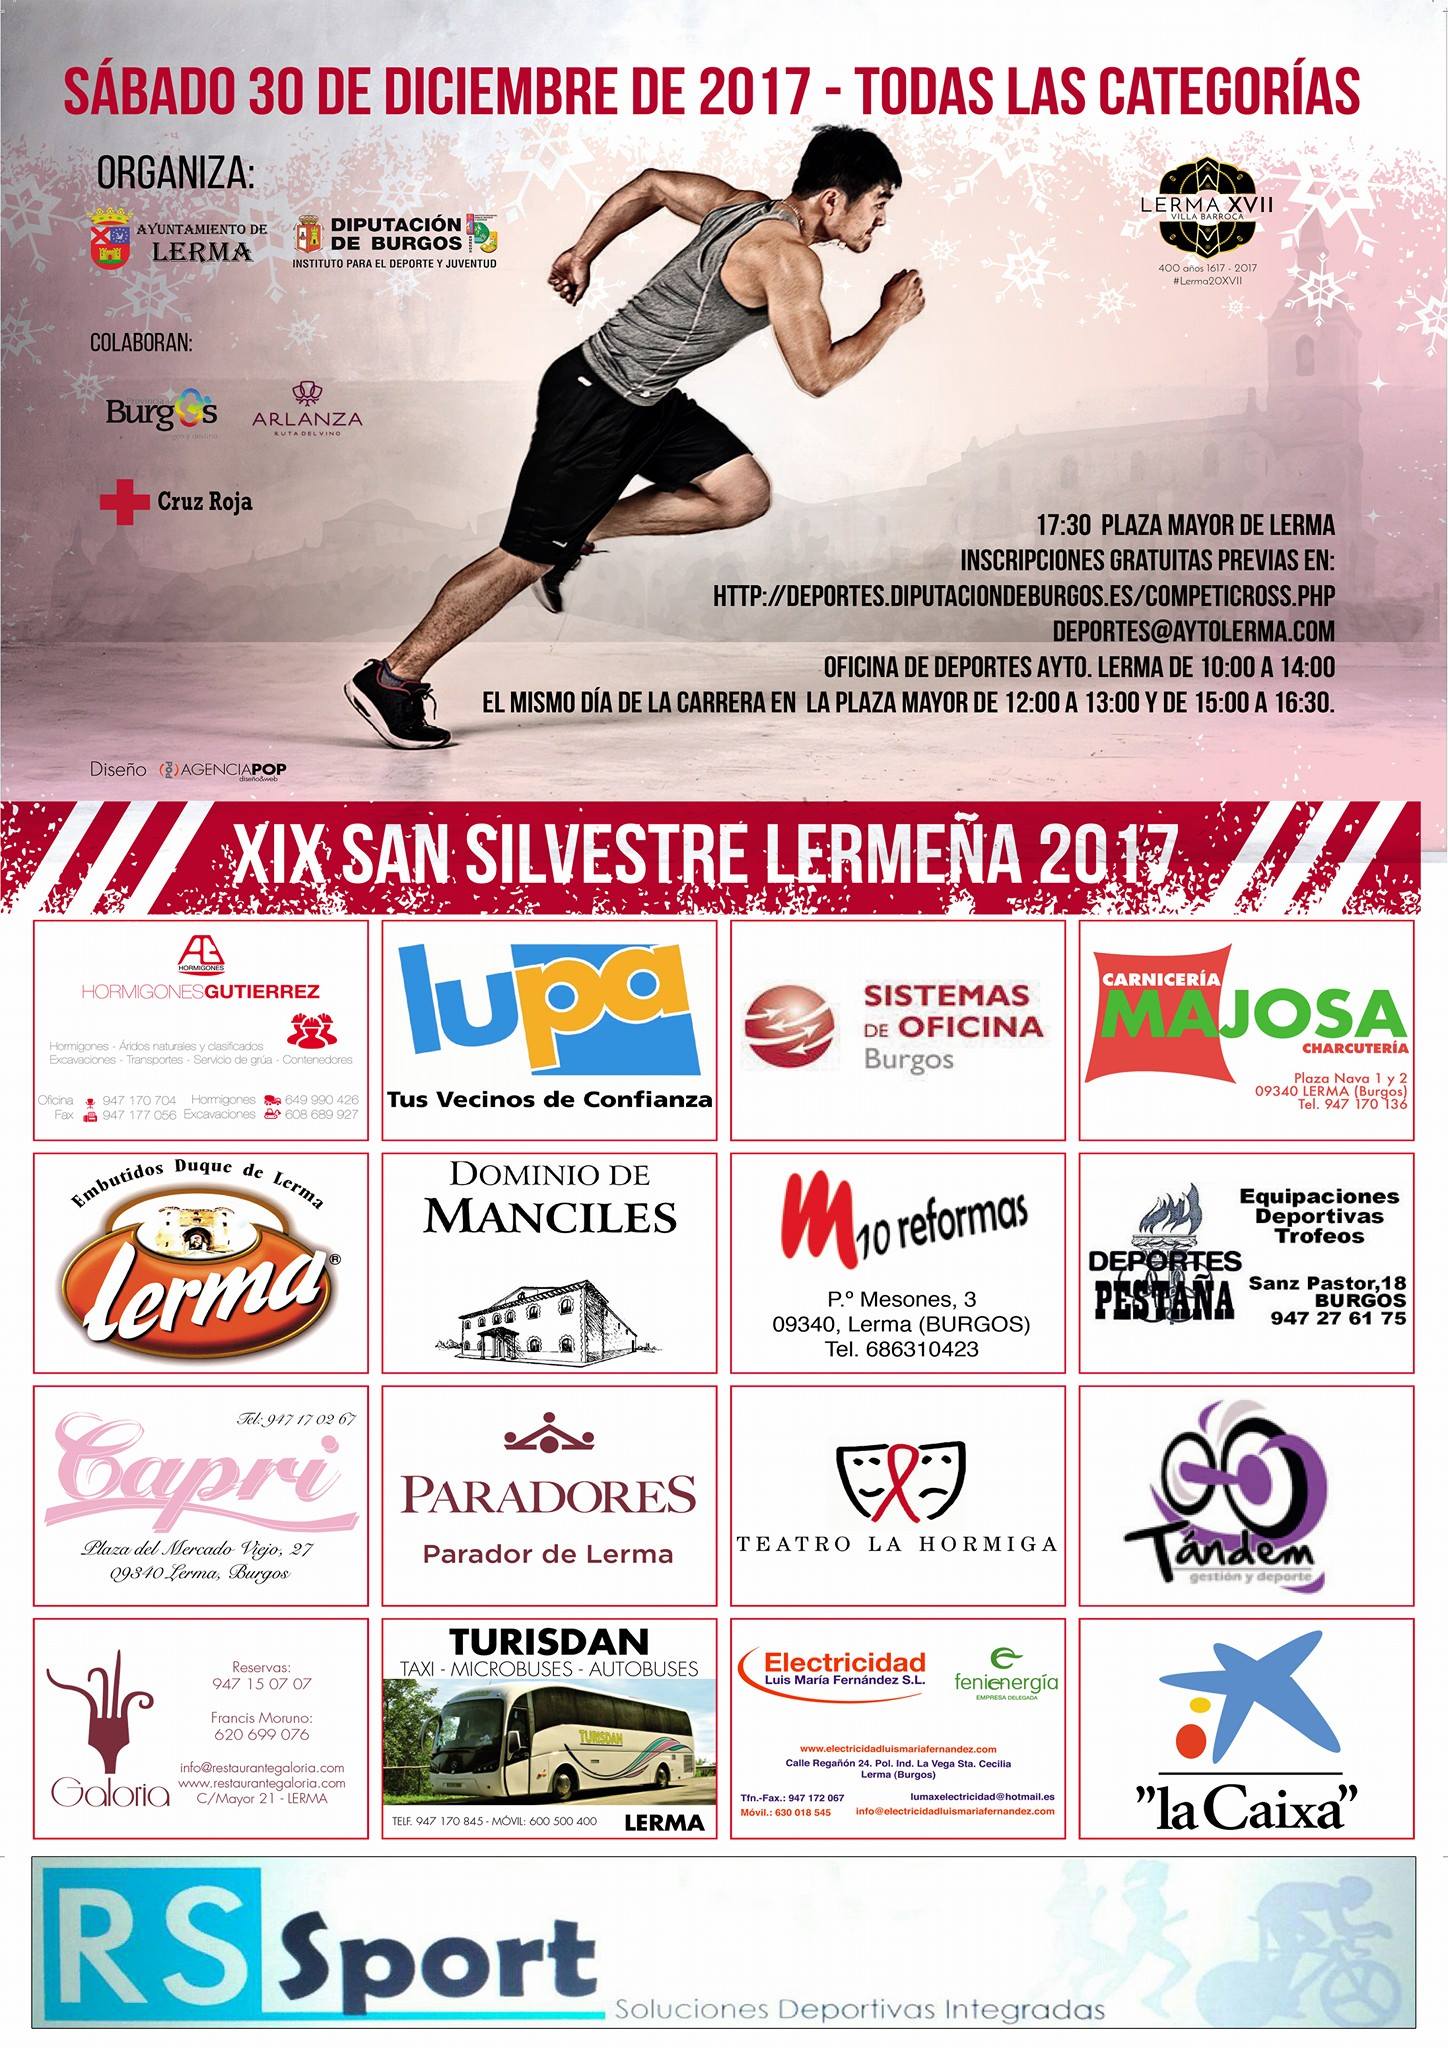 SÁBADO 30 DE DICIEMBRE DE 2017 - TODAS LAS CATEGORÍAS
ORGANIZA:
AYUNTAMIENTO DE
LERMA
DIPUTACIÓN
DE BURGOS
INSTITUTO PARA EL DEPORTE Y JUVENTUD
LERMA XVII
VILLA BARROCA
400 años 1617 - 2017
#Lerma20XVII
COLABORAN:
Provincia de
Burgos
origen y destino
ARLANZA
RUTA DEL VINO
Cruz Roja
17:30 PLAZA MAYOR DE LERMA
INSCRIPCIONES GRATUITAS PREVIAS EN:
HTTP://DEPORTES.DIPUTACIONDEBURGOS.ES/COMPETICROSS.PHP
DEPORTES@AYTOLERMA.COM
OFICINA DE DEPORTES AYTO. LERMA DE 10:00 A 14:00
EL MISMO DÍA DE LA CARRERA EN LA PLAZA MAYOR DE 12:00 A 13:00 Y DE 15:00 A 16:30.
Diseño (pop) AGENCIAPOP
diseño&web
XIX SAN SILVESTRE LERMEÑA 2017
HORMIGONES
HORMIGONESGUTIERREZ
Hormigones - Áridos naturales y clasificados
Excavaciones - Transportes - Servicio de grúa - Contenedores
Oficina 947 170 704 Hormigones 649 990 426
Fax 947 177 056 Excavaciones 608 689 927
lupa
Tus Vecinos de Confianza
SISTEMAS
DE OFICINA
Burgos
CARNICERÍA
MAJOSA
CHARCUTERÍA
Plaza Nava 1 y 2
09340 LERMA (Burgos)
Tel. 947 170 136
Embutidos Duque de Lerma
Lerma®
DOMINIO DE
MANCILES
M10 reformas
P.º Mesones, 3
09340, Lerma (BURGOS)
Tel. 686310423
DEPORTES
PESTAÑA
Equipaciones
Deportivas
Trofeos
Sanz Pastor,18
BURGOS
947 27 61 75
Tel: 947 17 02 67
Capri
Plaza del Mercado Viejo, 27
09340 Lerma, Burgos
PARADORES
Parador de Lerma
TEATRO LA HORMIGA
Tándem
gestión y deporte
Galoria
Reservas:
947 15 07 07
Francis Moruno:
620 699 076
info@restaurantegaloria.com
www.restaurantegaloria.com
C/Mayor 21 - LERMA
TURISDAN
TAXI - MICROBUSES - AUTOBUSES
TURISDAN
TELF. 947 170 845 - MÓVIL: 600 500 400 LERMA
Electricidad
Luis María Fernández S.L.
fenienergía
EMPRESA DELEGADA
www.electricidadluismariafernandez.com
Calle Regañón 24. Pol. Ind. La Vega Sta. Cecilia
Lerma (Burgos)
Tfn.-Fax.: 947 172 067 lumaxelectricidad@hotmail.es
Móvil.: 630 018 545 info@electricidadluismariafernandez.com
"la Caixa"
RS Sport
Soluciones Deportivas Integradas